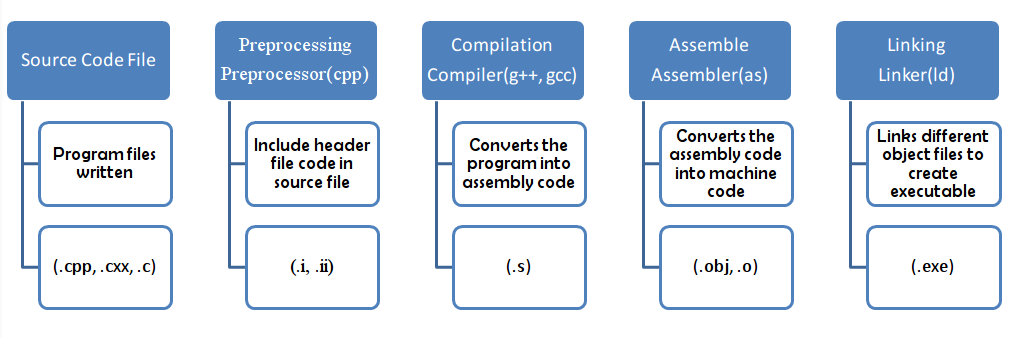 Source Code File
Program files
written
(.cpp, .cxx, .c)
Preprocessing
Preprocessor(cpp)
Include header
file code in
source file
(.i, .ii)
Compilation
Compiler(g++, gcc)
Converts the
program into
assembly code
(.s)
Assemble
Assembler(as)
Converts the
assembly code
into machine
code
(.obj, .o)
Linking
Linker(ld)
Links different
object files to
create
executable
(.exe)